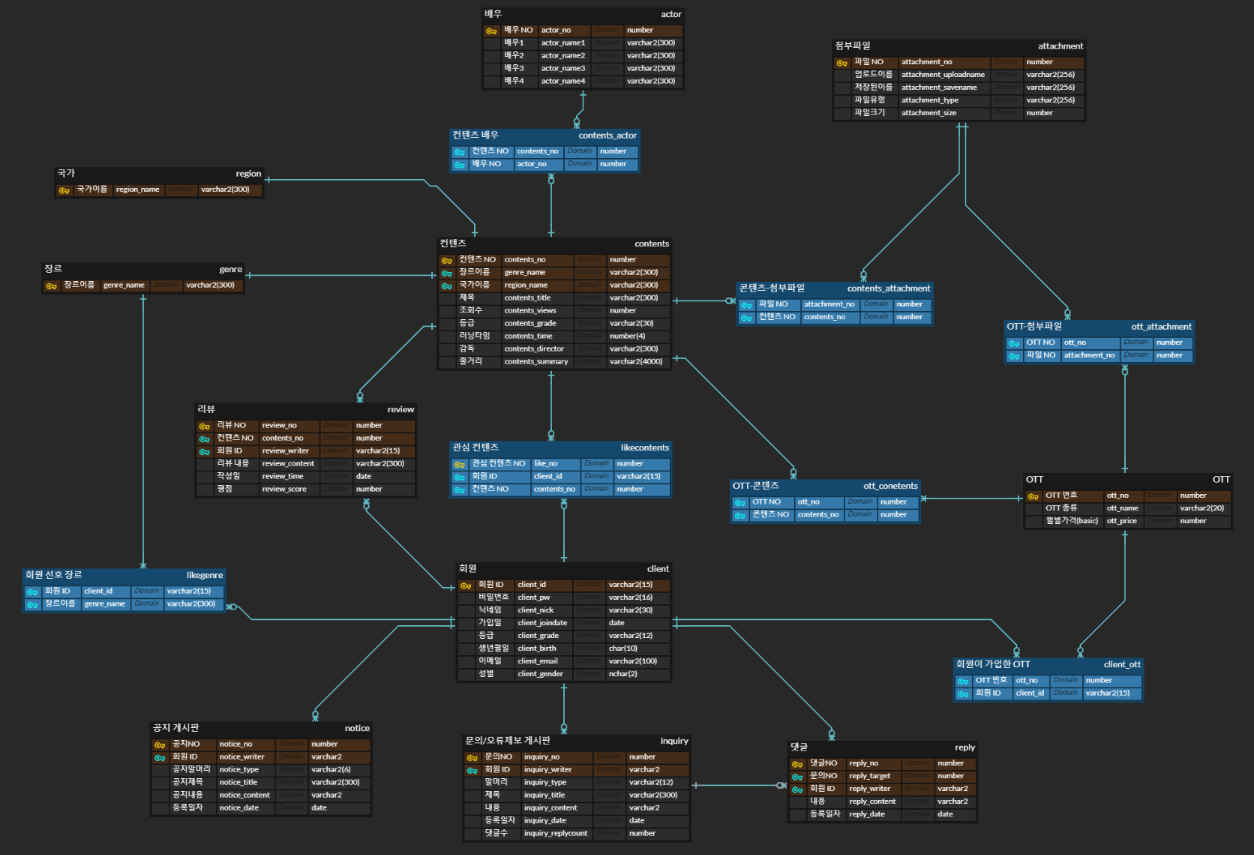 배우 actor
배우 NO actor_no Domain number
배우1 actor_name1 Domain varchar2(300)
배우2 actor_name2 Domain varchar2(300)
배우3 actor_name3 Domain varchar2(300)
배우4 actor_name4 Domain varchar2(300)
첨부파일 attachment
파일 NO attachment_no Domain number
업로드이름 attachment_uploadname Domain varchar2(256)
저장된이름 attachment_savename Domain varchar2(256)
파일유형 attachment_type Domain varchar2(256)
파일크기 attachment_size Domain number
컨텐츠 배우 contents_actor
컨텐츠 NO contents_no Domain number
배우 NO actor_no Domain number
국가 region
국가이름 region_name Domain varchar2(300)
장르 genre
장르이름 genre_name Domain varchar2(300)
컨텐츠 contents
컨텐츠 NO contents_no Domain number
장르이름 genre_name Domain varchar2(300)
국가이름 region_name Domain varchar2(300)
제목 contents_title Domain varchar2(300)
조회수 contents_views Domain number
등급 contents_grade Domain varchar2(30)
러닝타임 contents_time Domain number(4)
감독 contents_director Domain varchar2(300)
줄거리 contents_summary Domain varchar2(4000)
콘텐츠-첨부파일 contents_attachment
파일 NO attachment_no Domain number
컨텐츠 NO contents_no Domain number
OTT-첨부파일 ott_attachment
OTT NO ott_no Domain number
파일 NO attachment_no Domain number
리뷰 review
리뷰 NO review_no Domain number
컨텐츠 NO contents_no Domain number
회원 ID review_writer Domain varchar2(15)
리뷰 내용 review_content Domain varchar2(300)
작성일 review_time Domain date
평점 review_score Domain number
관심 컨텐츠 likecontents
관심 컨텐츠 NO like_no Domain number
회원 ID client_id Domain varchar2(15)
컨텐츠 NO contents_no Domain number
OTT-콘텐츠 ott_conetents
OTT NO ott_no Domain number
콘텐츠 NO contents_no Domain number
OTT OTT
OTT 번호 ott_no Domain number
OTT 종류 ott_name Domain varchar2(20)
월별가격(basic) ott_price Domain number
회원 선호 장르 likegenre
회원 ID client_id Domain varchar2(15)
장르이름 genre_name Domain varchar2(300)
회원 client
회원 ID client_id Domain varchar2(15)
비밀번호 client_pw Domain varchar2(16)
닉네임 client_nick Domain varchar2(30)
가입일 client_joindate Domain date
등급 client_grade Domain varchar2(12)
생년월일 client_birth Domain char(10)
이메일 client_email Domain varchar2(100)
성별 client_gender Domain nchar(2)
회원이 가입한 OTT client_ott
OTT 번호 ott_no Domain number
회원 ID client_id Domain varchar2(15)
공지 게시판 notice
공지NO notice_no Domain number
회원 ID notice_writer Domain varchar2
공지말머리 notice_type Domain varchar2(6)
공지제목 notice_title Domain varchar2(300)
공지내용 notice_content Domain varchar2
등록일자 notice_date Domain date
문의/오류제보 게시판 inquiry
문의NO inquiry_no Domain number
회원 ID inquiry_writer Domain varchar2
말머리 inquiry_type Domain varchar2(12)
제목 inquiry_title Domain varchar2(300)
내용 inquiry_content Domain varchar2
등록일자 inquiry_date Domain date
댓글수 inquiry_replycount Domain number
댓글 reply
댓글NO reply_no Domain number
문의NO reply_target Domain number
회원 ID reply_writer Domain varchar2
내용 reply_content Domain varchar2
등록일자 reply_date Domain date